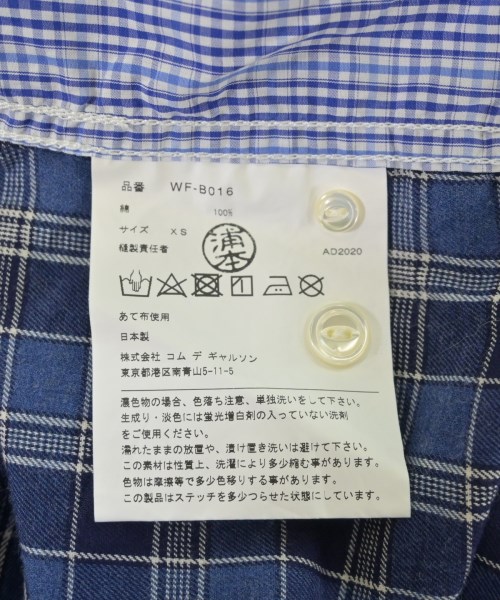 品番 WF-B016
綿 100%
サイズ XS
縫製責任者 浦本 AD2020
あて布使用
日本製
株式会社 コム デ ギャルソン
東京都港区南青山5-11-5
濃色物の場合、色落ち注意、単独洗いをして下さい。
生成り・淡色には蛍光増白剤の入っていない洗剤
をご使用ください。
濡れたままの放置や、漬け置き洗いは避けて下さい。
この素材は性質上、洗濯により多少縮む事があります。
色物は摩擦等で多少色移りする事があります。
この製品はステッチを多少つらせた状態にしています。